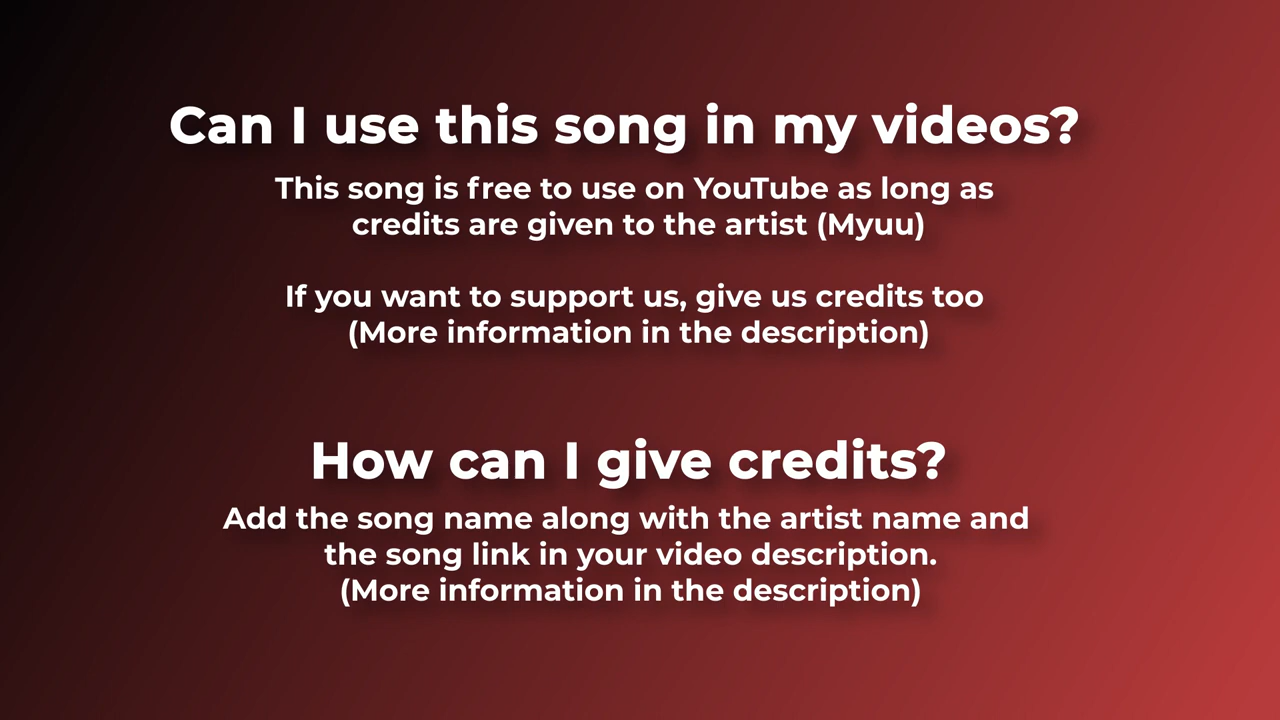 Can I use this song in my videos?
This song is free to use on YouTube as long as
credits are given to the artist (Myuu)
If you want to support us, give us credits too
(More information in the description)
How can I give credits?
Add the song name along with the artist name and
the song link in your video description.
(More information in the description)